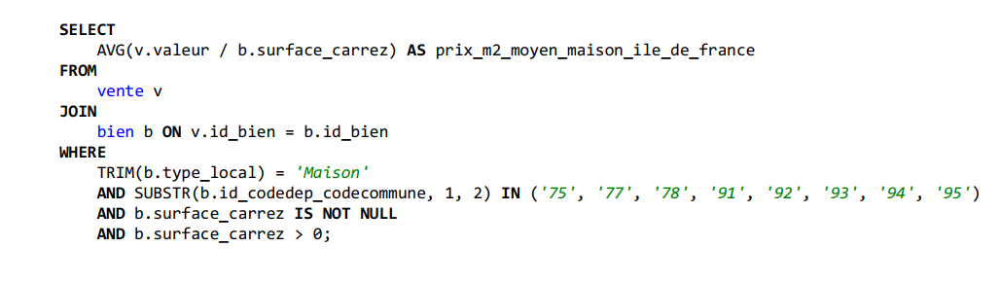 SELECT
AVG(v.valeur / b.surface_carrez) AS prix_m2_moyen_maison_ile_de_france
FROM
vente v
JOIN
bien b ON v.id_bien = b.id_bien
WHERE
TRIM(b.type_local) = 'Maison'
AND SUBSTR(b.id_codedep_codecommune, 1, 2) IN ('75', '77', '78', '91', '92', '93', '94', '95')
AND b.surface_carrez IS NOT NULL
AND b.surface_carrez > 0;